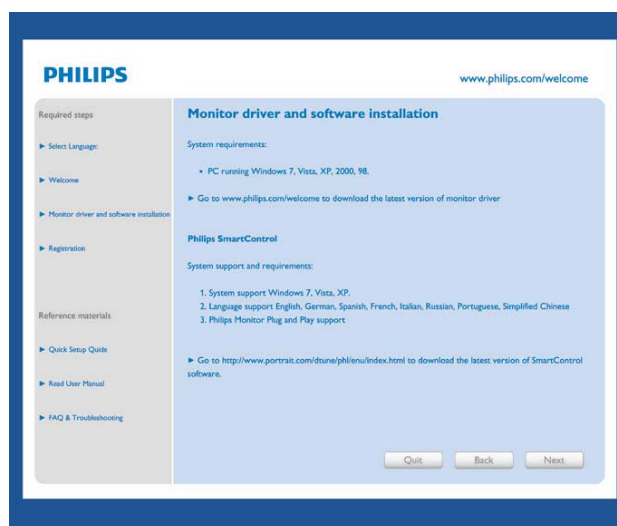 PHILIPS
www.philips.com/welcome
Required steps
► Select Language:
► Welcome
► Monitor driver and software installation
► Registration
Reference materials
► Quick Setup Quide
► Read User Manual
► FAQ & Troubleshooting
Monitor driver and software installation
System requirements:
• PC running Windows 7, Vista, XP, 2000, 98.
► Go to www.philips.com/welcome to download the latest version of monitor driver
Philips SmartControl
System support and requirements:
1. System support Windows 7, Vista, XP.
2. Language support English, German, Spanish, French, Italian, Russian, Portuguese, Simplified Chinese
3. Philips Monitor Plug and Play support
► Go to http://www.portrait.com/dtune/phl/enu/index.html to download the latest version of SmartControl
software.
Quit
Back
Next